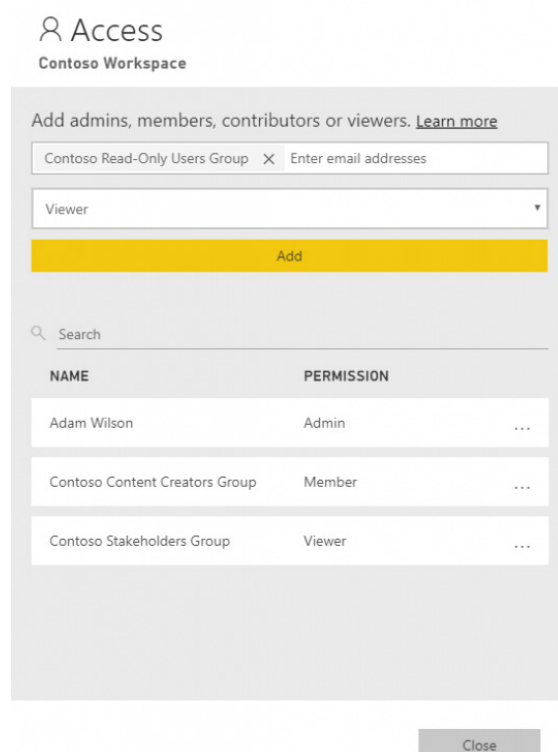 Access
Contoso Workspace
Add admins, members, contributors or viewers. Learn more
Contoso Read-Only Users Group × Enter email addresses
Viewer
Add
Search
NAME PERMISSION
Adam Wilson Admin ...
Contoso Content Creators Group Member ...
Contoso Stakeholders Group Viewer ...
Close